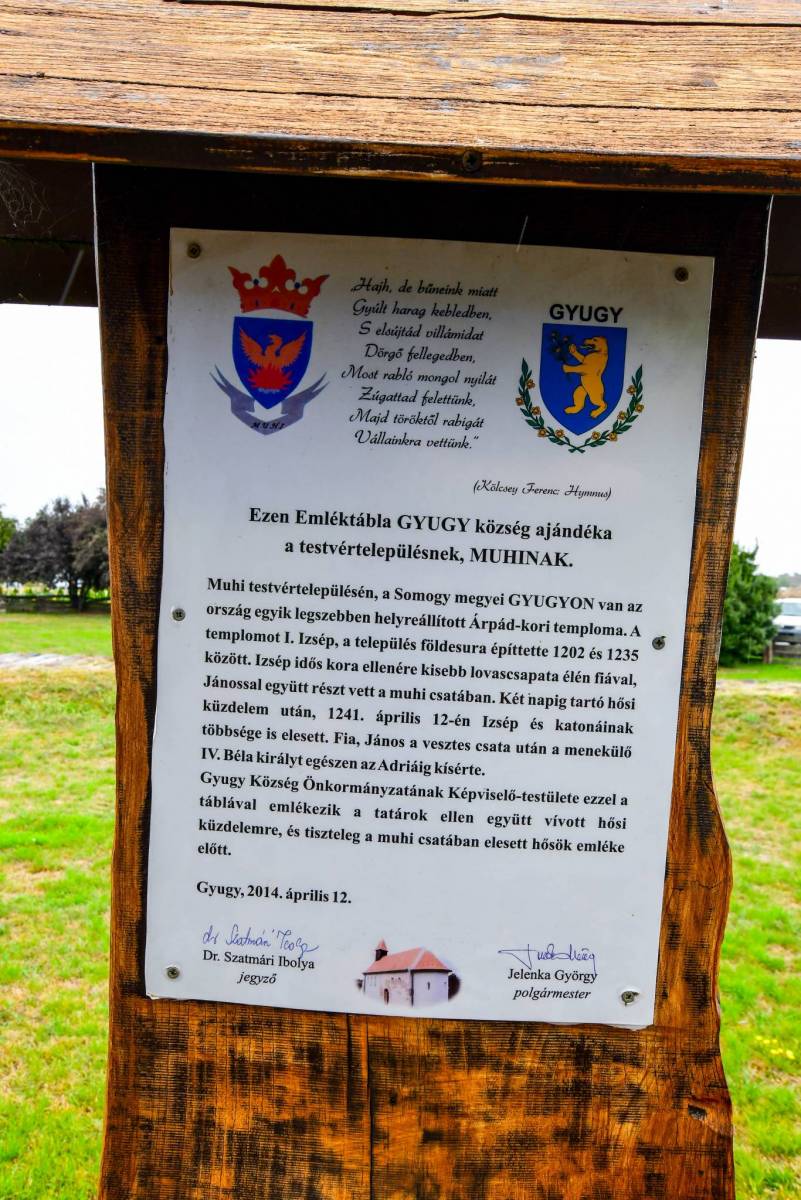 „Hajh, de bűneink miatt
Gyúlt harag kebledben,
S elsújtád villámidat
Dörgő fellegedben,
Most rabló mongol nyilát
Zúgattad felettünk,
Majd töröktől rabigát
Vállainkra vettünk.”
MUHI
GYUGY
(Kölcsey Ferenc: Hymnus)
Ezen Emléktábla GYUGY község ajándéka
a testvértelepülésnek, MUHINAK.
Muhi testvértelepülésén, a Somogy megyei GYUGYON van az
ország egyik legszebben helyreállított Árpád-kori temploma. A
templomot I. Izsép, a település földesura építtette 1202 és 1235
között. Izsép idős kora ellenére kisebb lovascsapata élén fiával,
Jánossal együtt részt vett a muhi csatában. Két napig tartó hősi
küzdelem után, 1241. április 12-én Izsép és katonáinak
többsége is elesett. Fia, János a vesztes csata után a menekülő
IV. Béla királyt egészen az Adriáig kísérte.
Gyugy Község Önkormányzatának Képviselő-testülete ezzel a
táblával emlékezik a tatárok ellen együtt vívott hősi
küzdelemre, és tiszteleg a muhi csatában elesett hősök emléke
előtt.
Gyugy, 2014. április 12.
dr Szatmári Ibolya
Dr. Szatmári Ibolya
jegyző
Jelenka György
polgármester